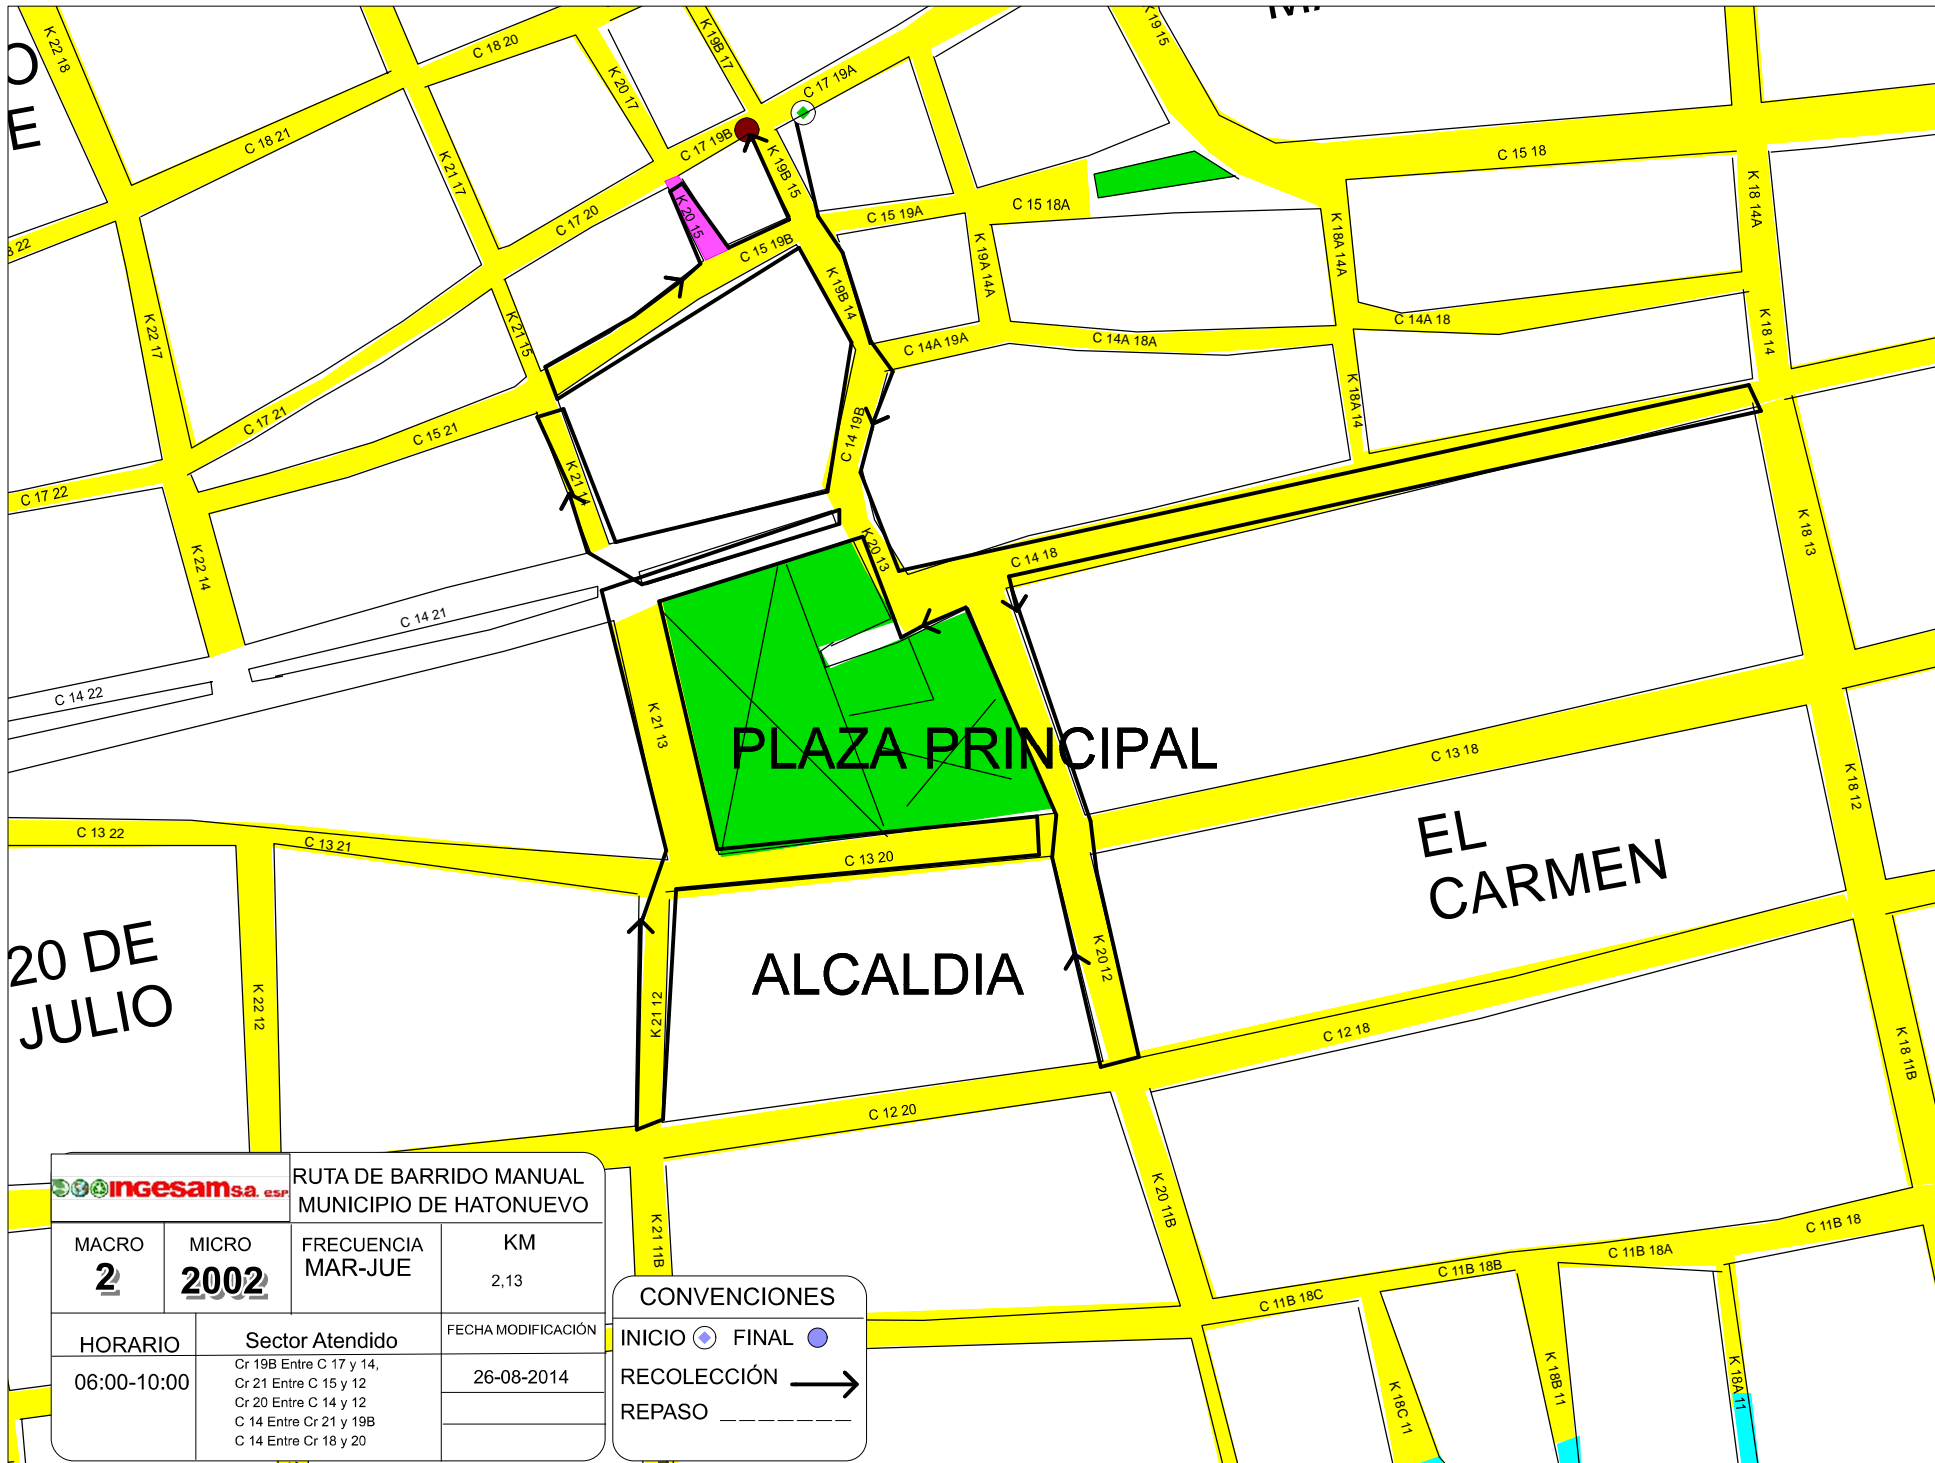 K 22 18
C 18 20
K 19B 17
K 19 15
O
E
K 20 17
C 17 19A
C 18 21
K 21 17
C 17 19B
K 19B 15
C 15 18
K 18 14A
K 20 15
C 17 20
C 15 19A
C 15 18A
K 18A 14A
C 15 19B
K 19A 14A
K 19B 14
K 22 17
K 21 15
C 14A 19A
C 14A 18A
C 14A 18
K 18 14
K 18A 14
C 17 21
C 15 21
C 14 19B
K 21 14
C 17 22
K 20 13
C 14 18
K 18 13
K 22 14
C 14 21
C 14 22
K 21 13
PLAZA PRINCIPAL
C 13 18
K 18 12
C 13 22
C 13 21
C 13 20
EL
CARMEN
20 DE
JULIO
ALCALDIA
K 20 12
K 22 12
K 21 12
C 12 18
K 18 11B
C 12 20
K 20 11B
K 21 11B
C 11B 18
C 11B 18A
C 11B 18B
C 11B 18C
K 18C 11
K 18B 11
K 18A 11
INGESAM S.A. ESP
RUTA DE BARRIDO MANUAL
MUNICIPIO DE HATONUEVO
MACRO
2
MICRO
2002
FRECUENCIA
MAR-JUE
KM
2,13
HORARIO
06:00-10:00
Sector Atendido
Cr 19B Entre C 17 y 14,
Cr 21 Entre C 15 y 12
Cr 20 Entre C 14 y 12
C 14 Entre Cr 21 y 19B
C 14 Entre Cr 18 y 20
FECHA MODIFICACIÓN
26-08-2014
CONVENCIONES
INICIO FINAL
RECOLECCIÓN
REPASO